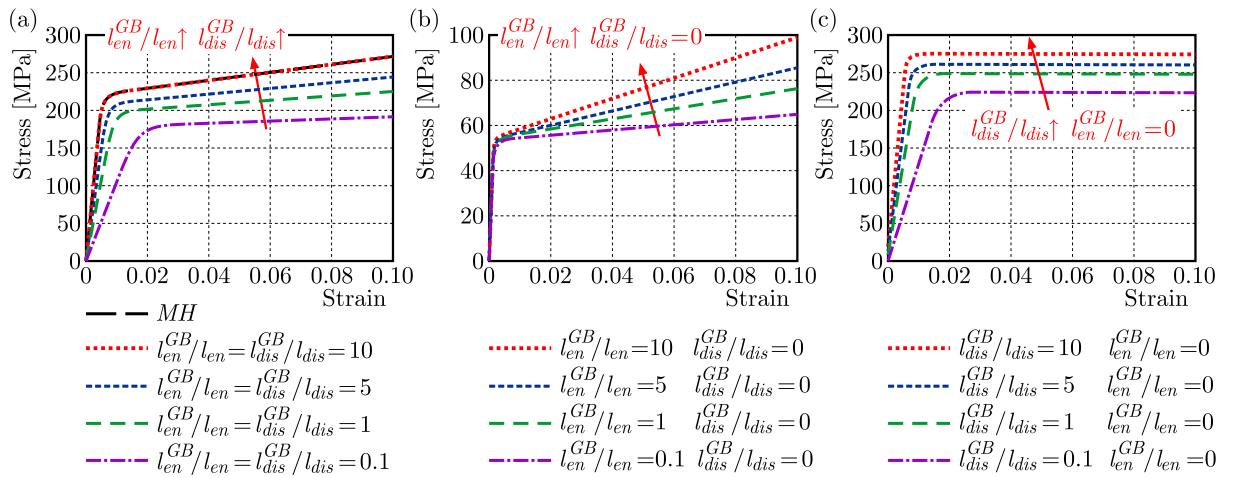 (a)
l_en^GB/l_en↑ l_dis^GB/l_dis↑
Stress [MPa]
300
250
200
150
100
50
0
0 0.02 0.04 0.06 0.08 0.10
Strain
MH
l_en^GB/l_en=l_dis^GB/l_dis=10
l_en^GB/l_en=l_dis^GB/l_dis=5
l_en^GB/l_en=l_dis^GB/l_dis=1
l_en^GB/l_en=l_dis^GB/l_dis=0.1
(b)
l_en^GB/l_en↑ l_dis^GB/l_dis=0
Stress [MPa]
100
80
60
40
20
0
0 0.02 0.04 0.06 0.08 0.10
Strain
l_en^GB/l_en=10 l_dis^GB/l_dis=0
l_en^GB/l_en=5 l_dis^GB/l_dis=0
l_en^GB/l_en=1 l_dis^GB/l_dis=0
l_en^GB/l_en=0.1 l_dis^GB/l_dis=0
(c)
l_dis^GB/l_dis↑ l_en^GB/l_en=0
Stress [MPa]
300
250
200
150
100
50
0
0 0.02 0.04 0.06 0.08 0.10
Strain
l_dis^GB/l_dis=10 l_en^GB/l_en=0
l_dis^GB/l_dis=5 l_en^GB/l_en=0
l_dis^GB/l_dis=1 l_en^GB/l_en=0
l_dis^GB/l_dis=0.1 l_en^GB/l_en=0